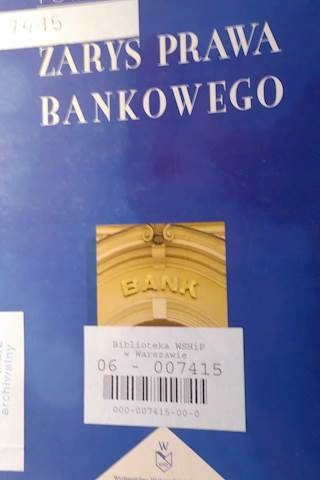 7415
ZARYS PRAWA
BANKOWEGO
BANK
Biblioteka WSHiP
w Warszawie
06 - 007415
000-007415-00-0
archiwalny
W